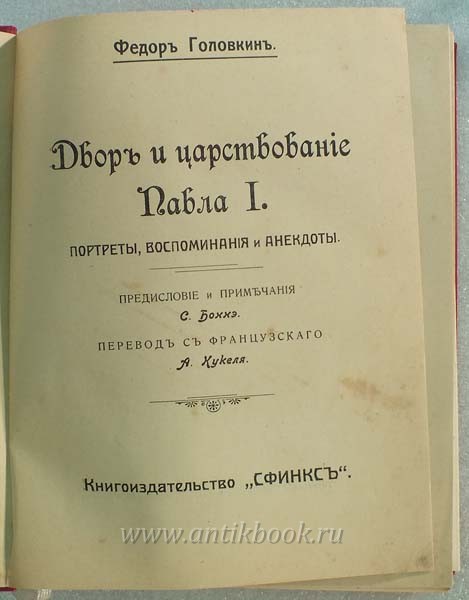 Федоръ Головкинъ.
Дворъ и царствованіе
Павла I.
ПОРТРЕТЫ, ВОСПОМИНАНІЯ и АНЕКДОТЫ.
ПРЕДИСЛОВІЕ и ПРИМѢЧАНІЯ
С. Боннэ.
ПЕРЕВОДЪ СЪ ФРАНЦУЗСКАГО
А. Кукеля.
Книгоиздательство „СФИНКСЪ“.
www.antikbook.ru